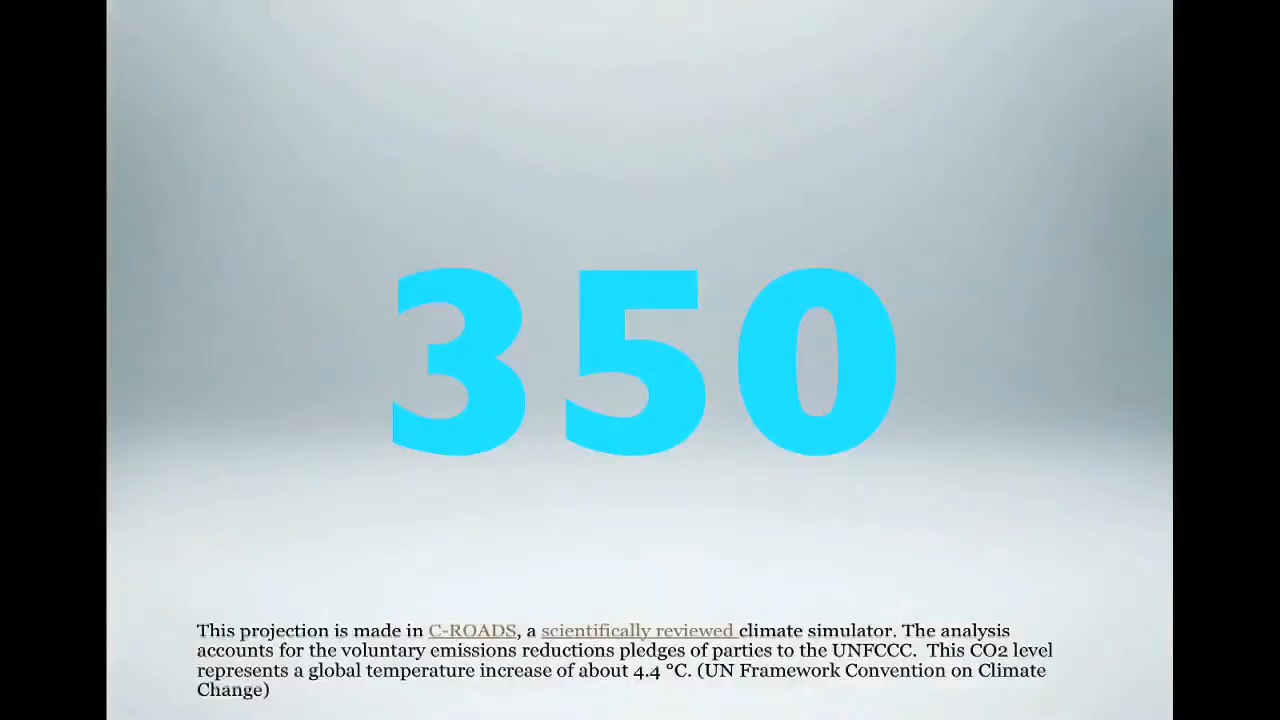 350
This projection is made in C-ROADS, a scientifically reviewed climate simulator. The analysis
accounts for the voluntary emissions reductions pledges of parties to the UNFCCC.  This CO2 level
represents a global temperature increase of about 4.4 °C. (UN Framework Convention on Climate
Change)